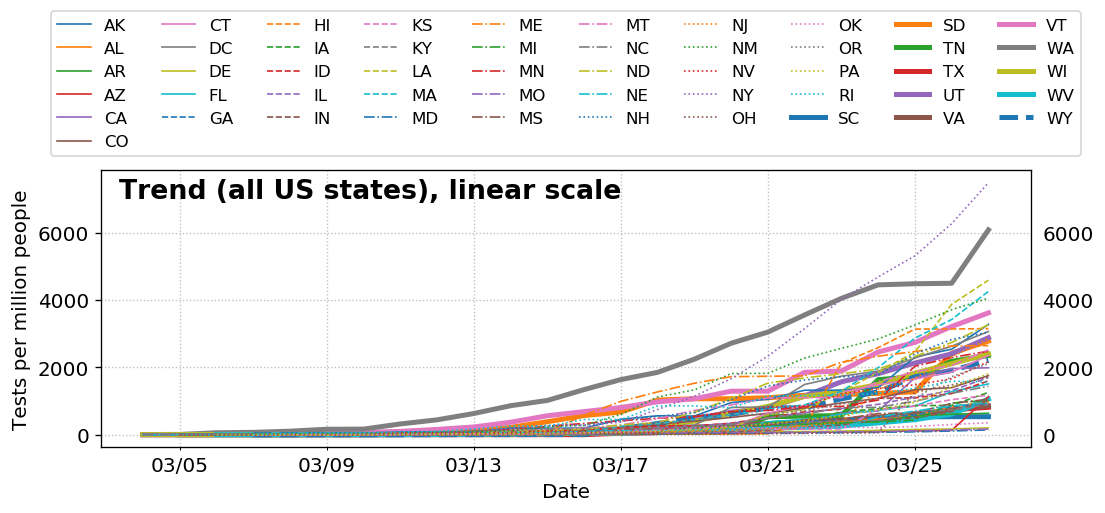 AK CT HI KS ME MT NJ OK SD VT
AL DC IA KY MI NC NM OR TN WA
AR DE ID LA MN ND NV PA TX WI
AZ FL IL MA MO NE NY RI UT WV
CA GA IN MD MS NH OH SC VA WY
CO
Trend (all US states), linear scale
Tests per million people
6000 6000
4000 4000
2000 2000
0 0
03/05 03/09 03/13 03/17 03/21 03/25
Date